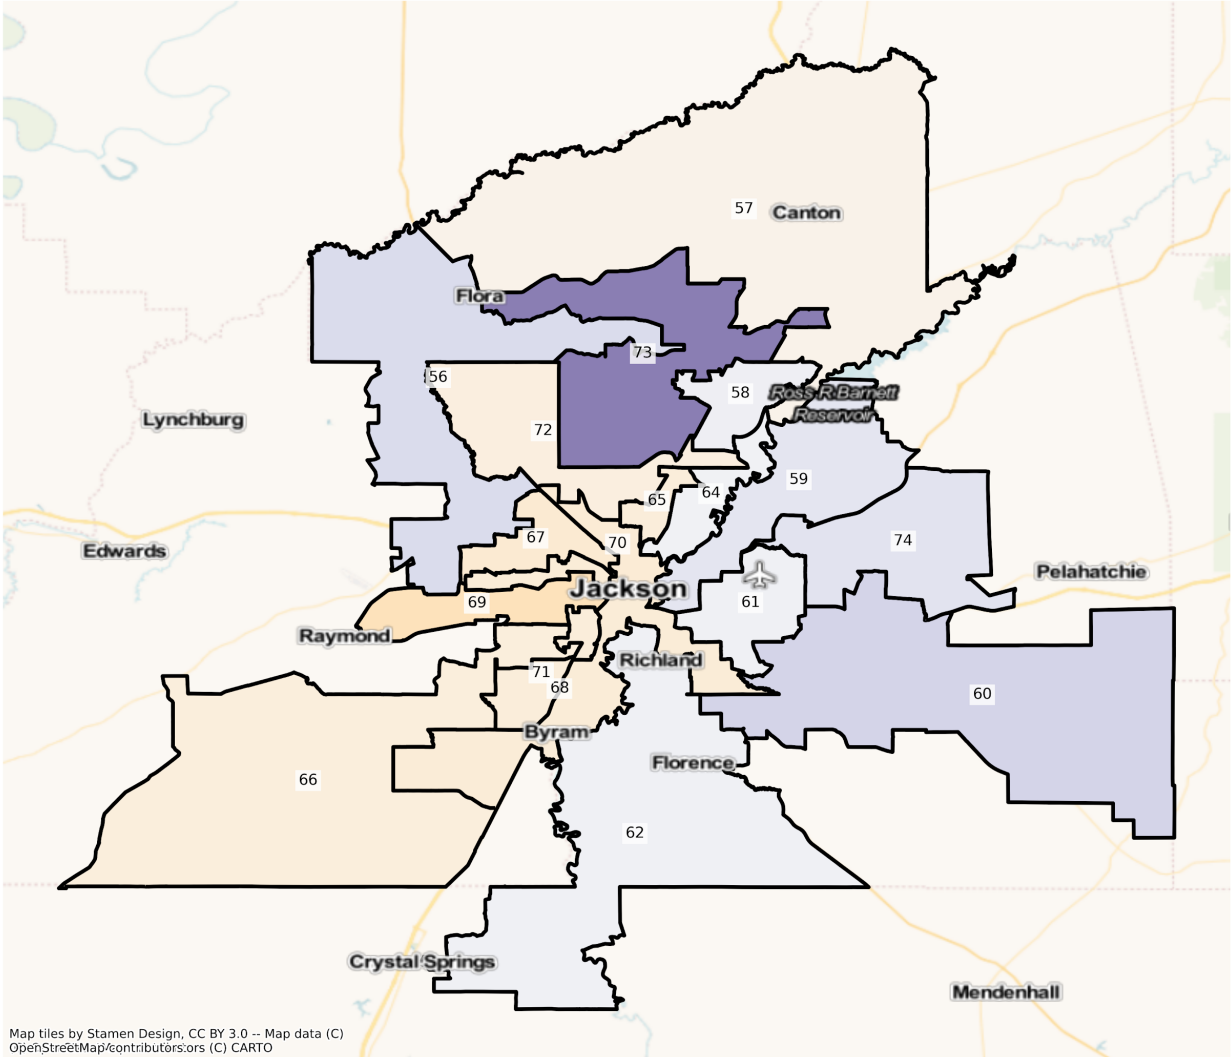 57
Canton
Flora
73
56
58
Ross R Barnett
Reservoir
Lynchburg
72
59
65
64
67
70
74
Edwards
Pelahatchie
Jackson
69
61
Raymond
Richland
71
68
60
Byram
Florence
66
62
Crystal Springs
Mendenhall
Map tiles by Stamen Design, CC BY 3.0 -- Map data (C)
OpenStreetMap contributors (C) CARTO